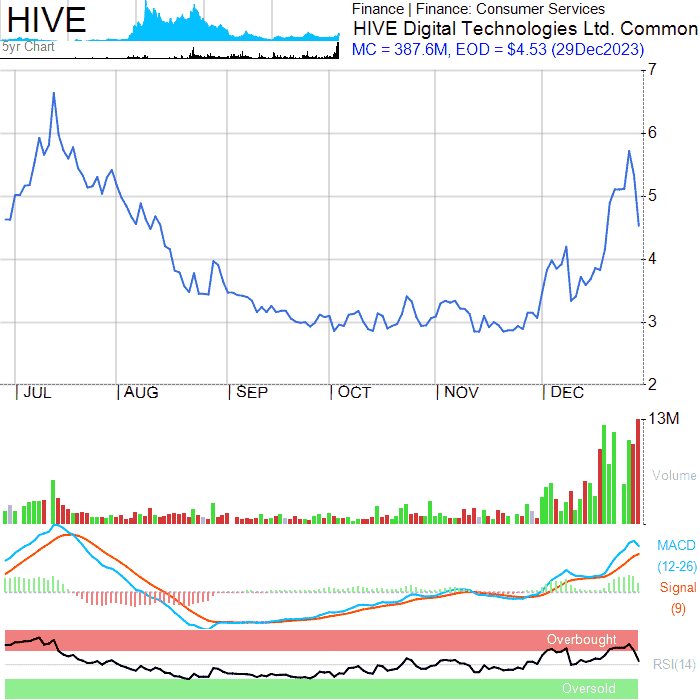 HIVE
5yr Chart
Finance | Finance: Consumer Services
HIVE Digital Technologies Ltd. Common
MC = 387.6M, EOD = $4.53 (29Dec2023)
7
6
5
4
3
2
| JUL | AUG | SEP | OCT | NOV | DEC
13M
Volume
MACD
(12-26)
Signal
(9)
Overbought
RSI(14)
Oversold